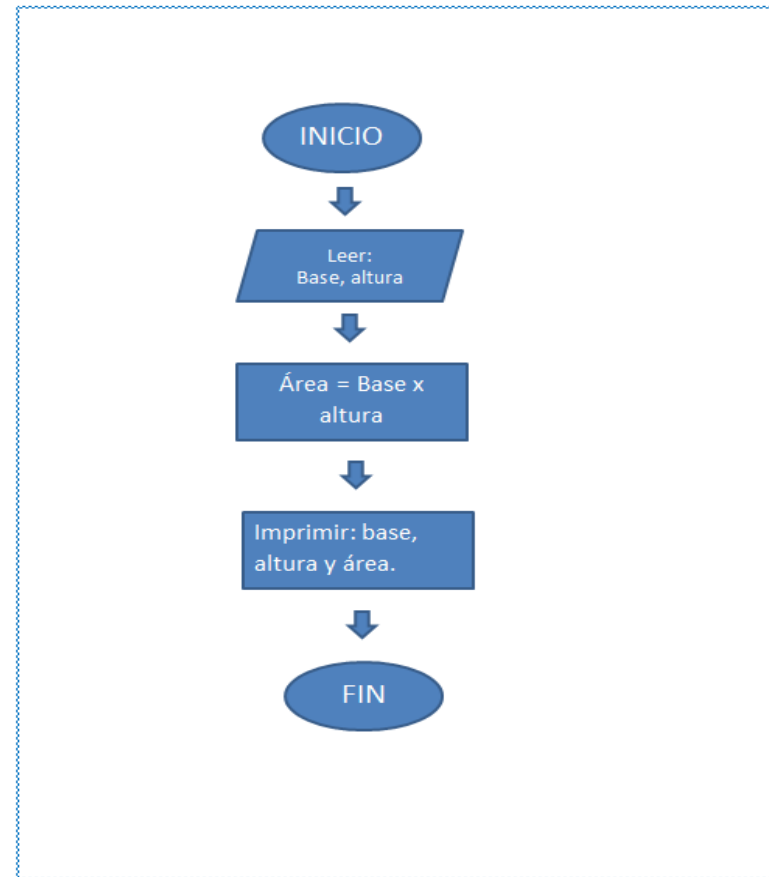 INICIO
Leer:
Base, altura
Área = Base x
altura
Imprimir: base,
altura y área.
FIN